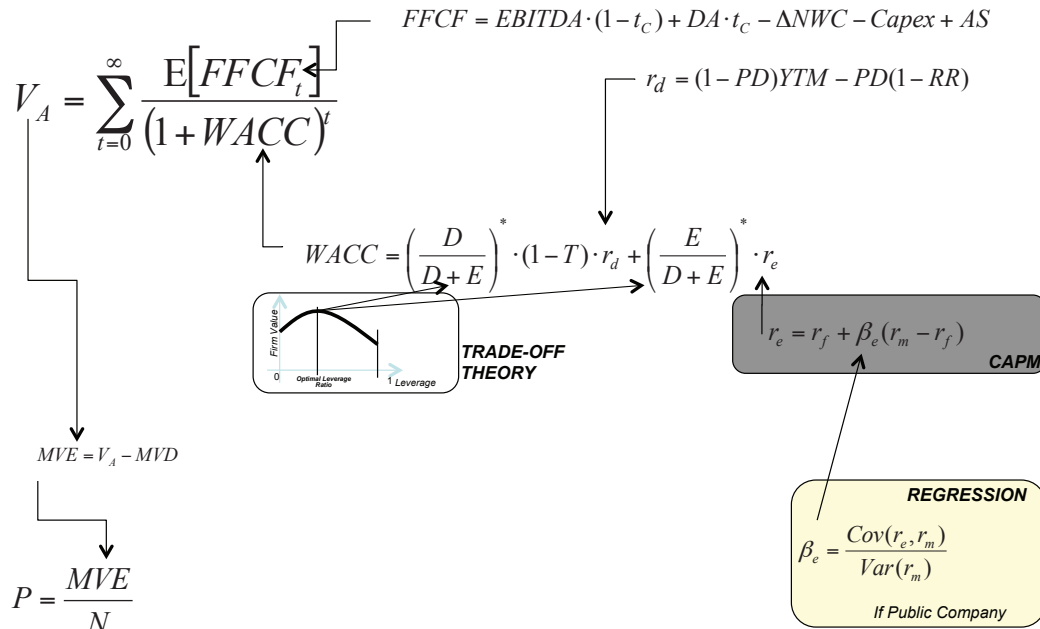 FFCF = EBITDA·(1−t_C) + DA·t_C − ΔNWC − Capex + AS
V_A = ∑_{t=0}^{∞} E[FFCF_t] / (1+WACC)^t
r_d = (1−PD)YTM − PD(1−RR)
WACC = (D / (D+E))^* ·(1−T)·r_d + (E / (D+E))^* ·r_e
Firm Value
0
Optimal Leverage
Ratio
1 Leverage
TRADE-OFF
THEORY
r_e = r_f + β_e(r_m − r_f)
CAPM
MVE = V_A − MVD
REGRESSION
β_e = Cov(r_e, r_m) / Var(r_m)
If Public Company
P = MVE / N